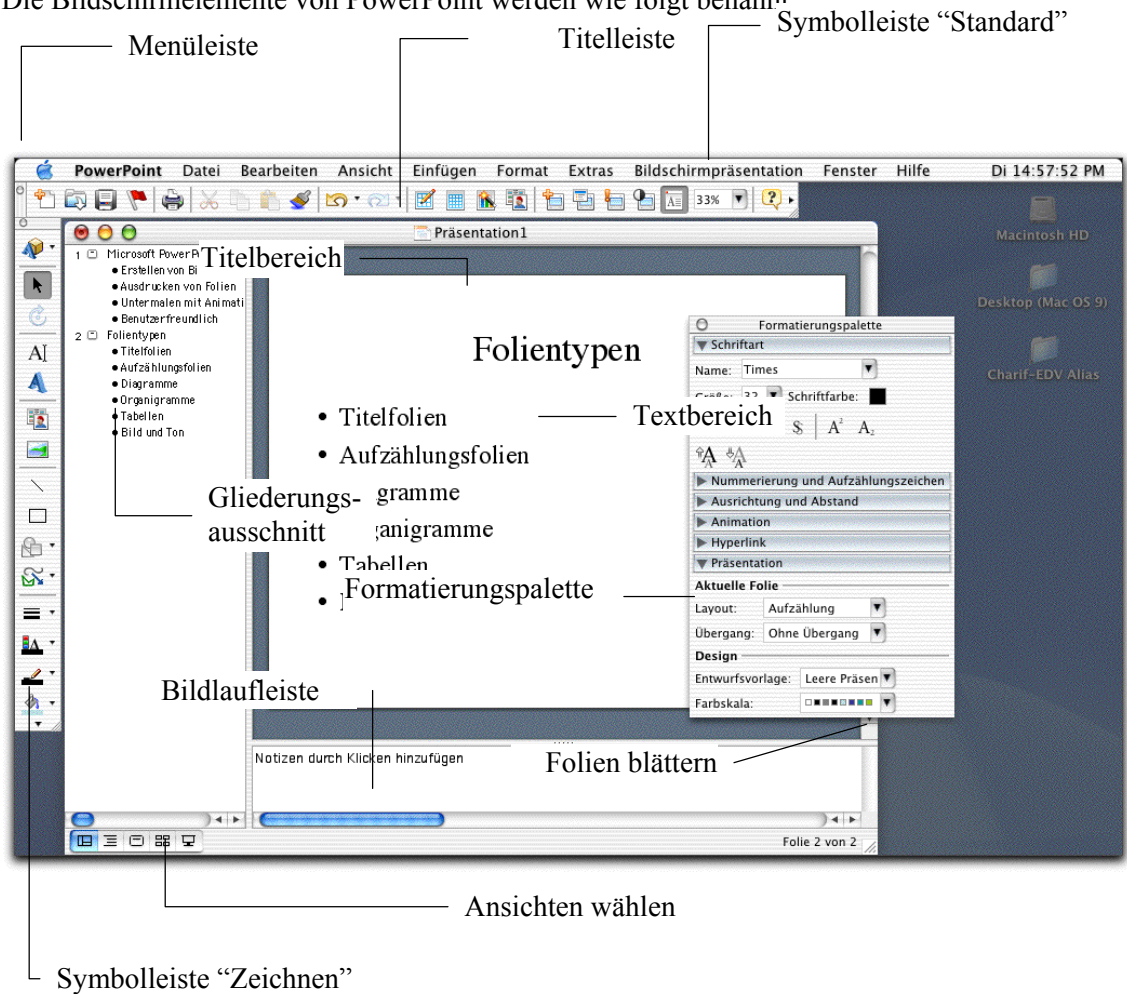 Die Bildschirmelemente von PowerPoint werden wie folgt
Menüleiste
Titelleiste
Symbolleiste “Standard”
PowerPoint Datei Bearbeiten Ansicht Einfügen Format Extras Bildschirmpräsentation Fenster Hilfe Di 14:57:52 PM
33%
Präsentation1
Macintosh HD
Desktop (Mac OS 9)
Charif-EDV Alias
1 Microsoft
• Erstellen von
• Ausdrucken von Folien
• Untermalen mit
• Benutzerfreundlich
2 Folientypen
• Titelfolien
• Aufzählungsfolien
• Diagramme
• Organigramme
• Tabellen
• Bild und Ton
Titelbereich
Folientypen
• Titelfolien
• Aufzählungsfolien
• Tabellen
Textbereich
Gliederungs-
ausschnitt
Formatierungspalette
Bildlaufleiste
Formatierungspalette
Schriftart
Name: Times
Größe: 32 Schriftfarbe:
S A² A₂
Nummerierung und Aufzählungszeichen
Ausrichtung und Abstand
Animation
Hyperlink
Präsentation
Aktuelle Folie
Layout: Aufzählung
Übergang: Ohne Übergang
Design
Entwurfsvorlage: Leere Präsen
Farbskala:
Notizen durch Klicken hinzufügen
Folien blättern
Folie 2 von 2
Ansichten wählen
Symbolleiste “Zeichnen”